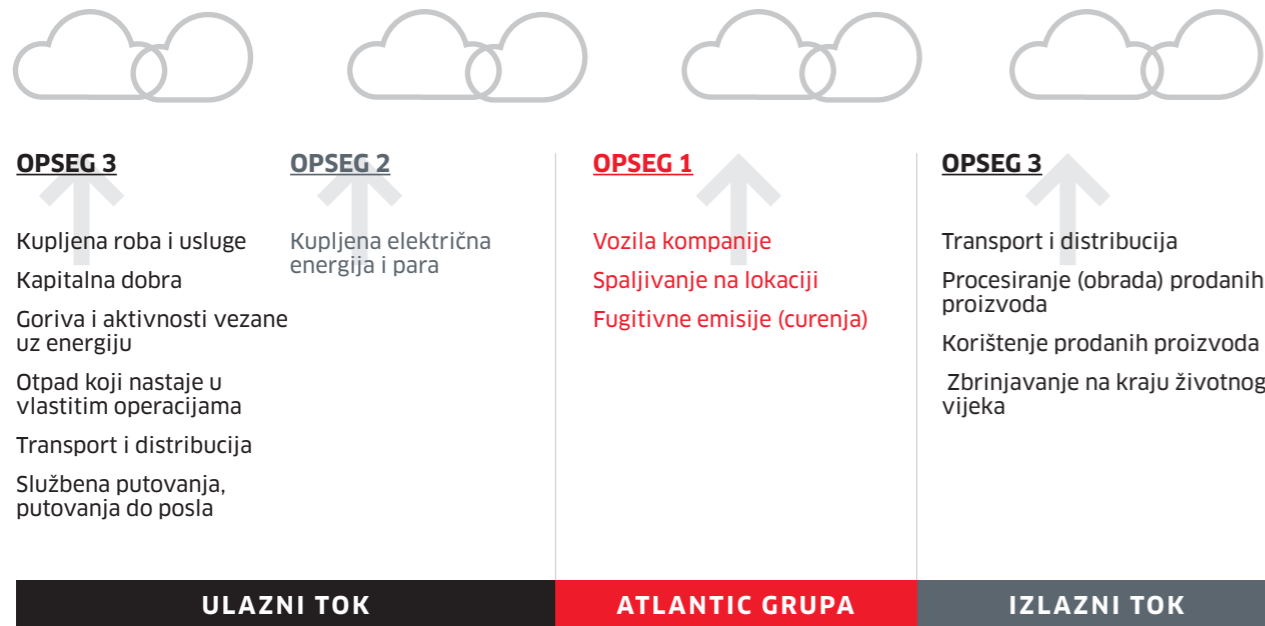 OPSEG 3
Kupljena roba i usluge
Kapitalna dobra
Goriva i aktivnosti vezane
uz energiju
Otpad koji nastaje u
vlastitim operacijama
Transport i distribucija
Službena putovanja,
putovanja do posla
OPSEG 2
Kupljena električna
energija i para
OPSEG 1
Vozila kompanije
Spaljivanje na lokaciji
Fugitivne emisije (curenja)
OPSEG 3
Transport i distribucija
Procesiranje (obrada) prodanih
proizvoda
Korištenje prodanih proizvoda
Zbrinjavanje na kraju životnog
vijeka
ULAZNI TOK
ATLANTIC GRUPA
IZLAZNI TOK